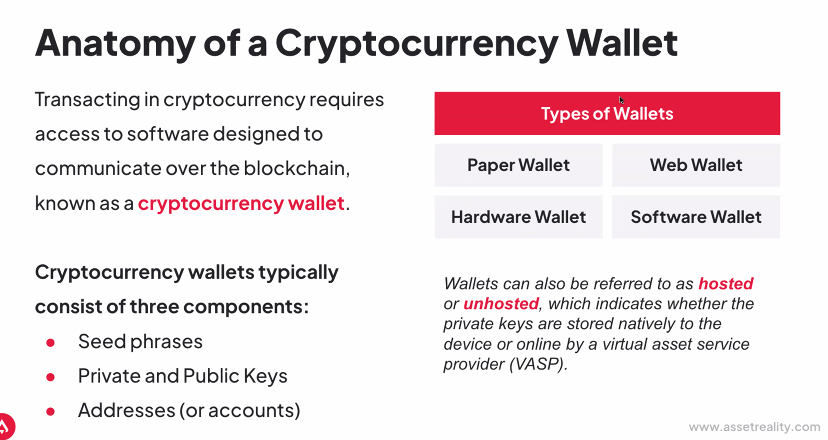 Anatomy of a Cryptocurrency Wallet
Transacting in cryptocurrency requires
access to software designed to
communicate over the blockchain,
known as a cryptocurrency wallet.
Cryptocurrency wallets typically
consist of three components:
• Seed phrases
• Private and Public Keys
• Addresses (or accounts)
Types of Wallets
Paper Wallet
Web Wallet
Hardware Wallet
Software Wallet
Wallets can also be referred to as hosted
or unhosted, which indicates whether the
private keys are stored natively to the
device or online by a virtual asset service
provider (VASP).
www.assetreality.com